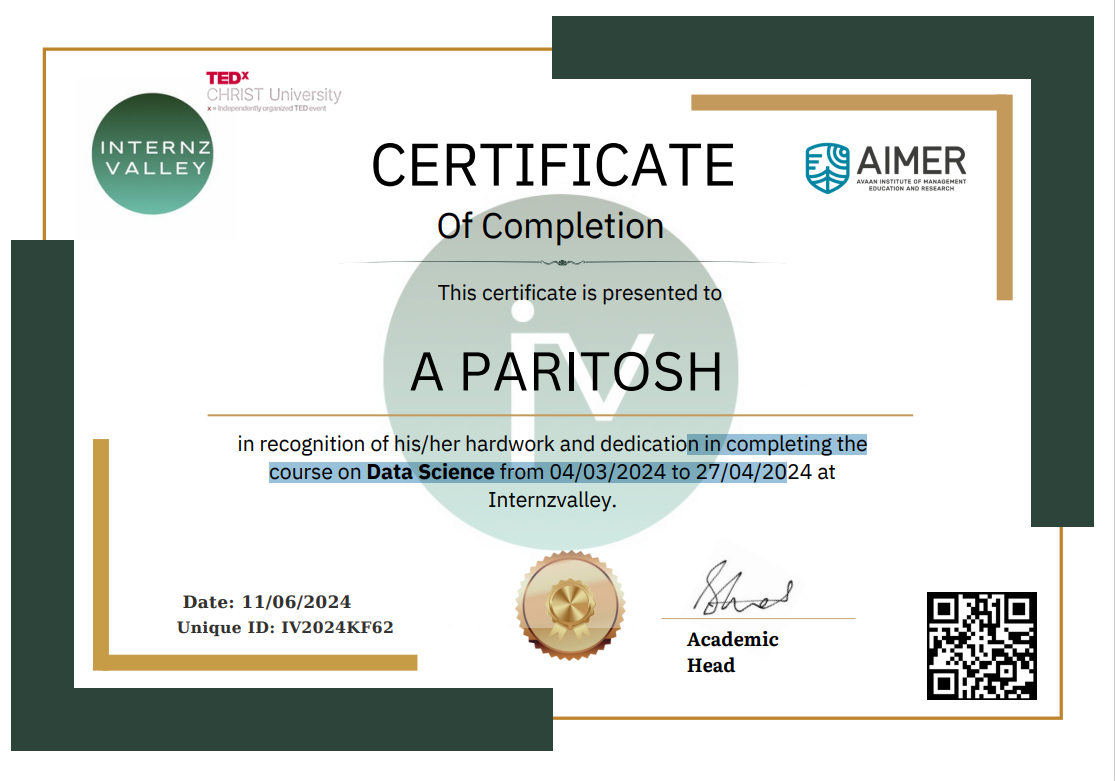 TEDx
CHRIST University
x = independently organized TED event
INTERNZ
VALLEY
CERTIFICATE
Of Completion
AIMER
AVAAN INSTITUTE OF MANAGEMENT
EDUCATION AND RESEARCH
This certificate is presented to
iv
A PARITOSH
in recognition of his/her hardwork and dedication in completing the
course on Data Science from 04/03/2024 to 27/04/2024 at
Internzvalley.
Date: 11/06/2024
Unique ID: IV2024KF62
Academic
Head